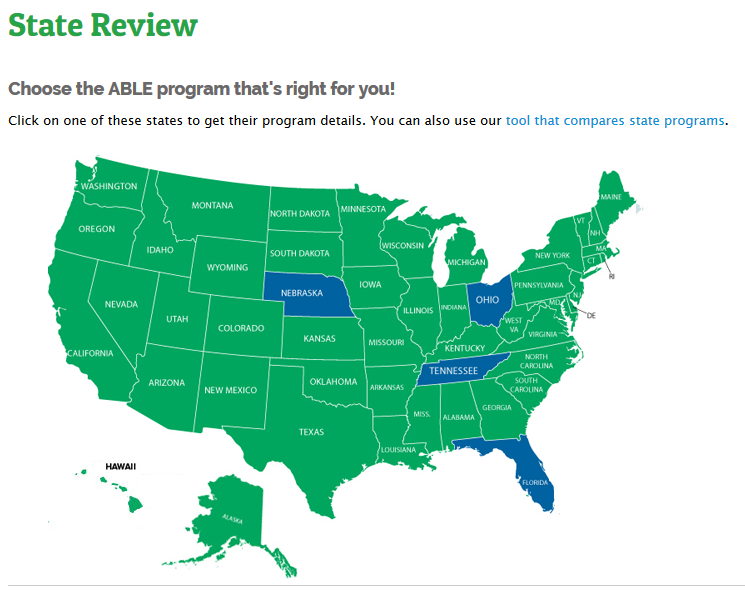 State Review
Choose the ABLE program that's right for you!
Click on one of these states to get their program details. You can also use our tool that compares state programs.
WASHINGTON
MONTANA
NORTH DAKOTA
MINNESOTA
MAINE
OREGON
IDAHO
SOUTH DAKOTA
WISCONSIN
MICHIGAN
VT
NH
NEW YORK
MA
CT
RI
WYOMING
NEBRASKA
IOWA
ILLINOIS
INDIANA
OHIO
PENNSYLVANIA
NJ
MD
DE
NEVADA
UTAH
COLORADO
KANSAS
MISSOURI
KENTUCKY
WEST
VA
VIRGINIA
CALIFORNIA
ARIZONA
NEW MEXICO
OKLAHOMA
ARKANSAS
TENNESSEE
NORTH
CAROLINA
SOUTH
CAROLINA
TEXAS
LOUISIANA
MISS.
ALABAMA
GEORGIA
FLORIDA
HAWAII
ALASKA